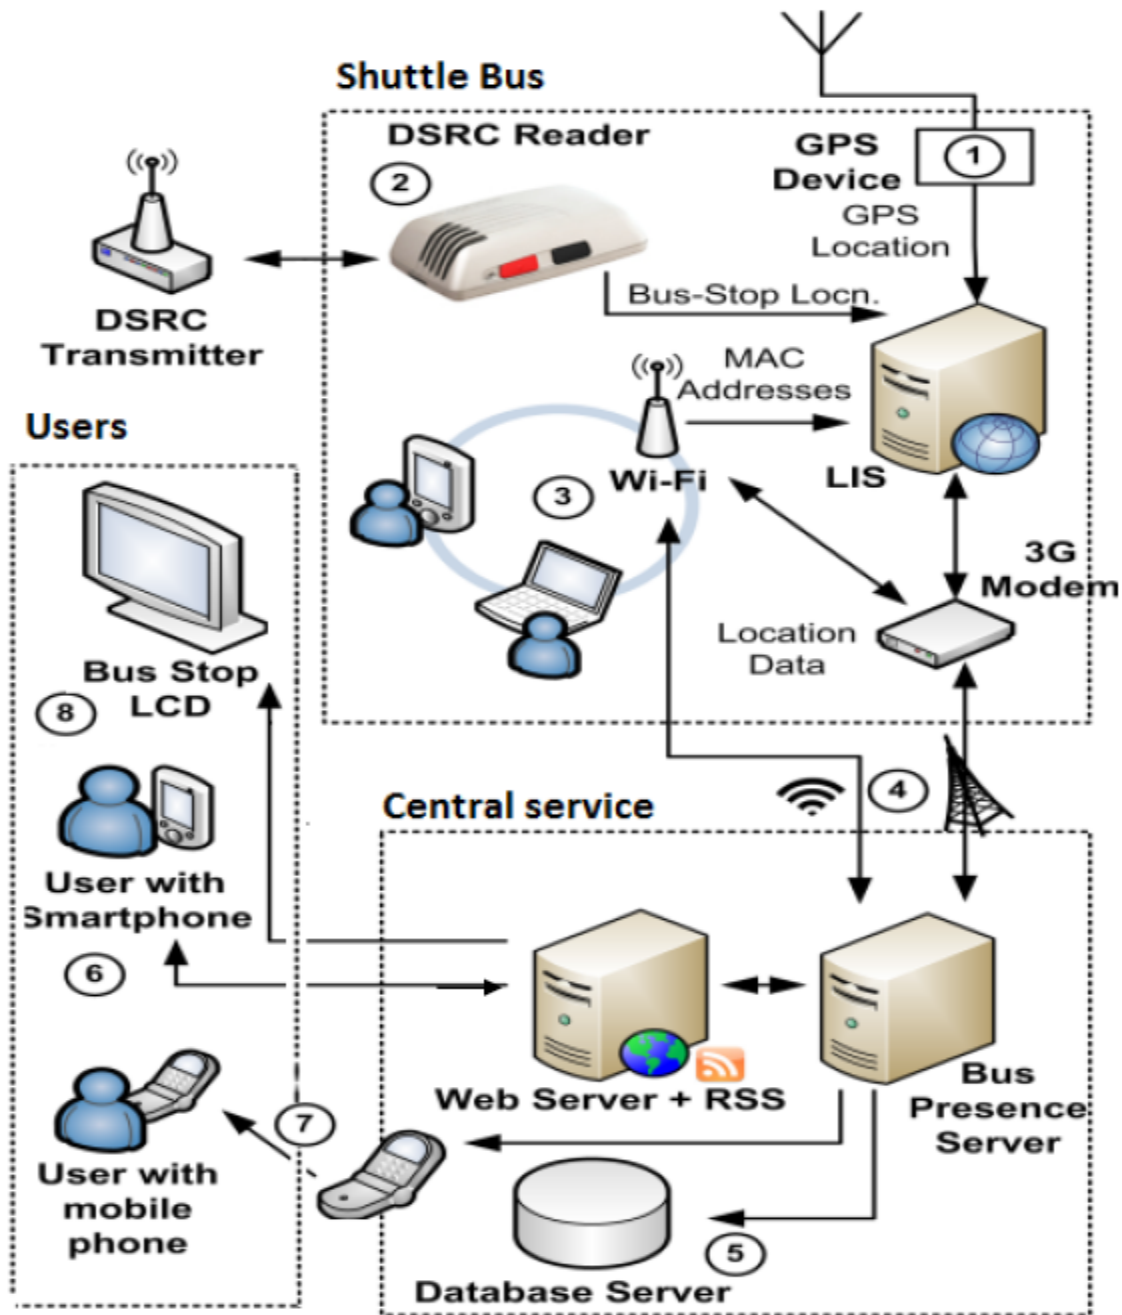 Shuttle Bus
DSRC Reader
2
GPS
Device
1
GPS
Location
DSRC
Transmitter
Bus-Stop Locn.
MAC
Addresses
Users
3
Wi-Fi
LIS
3G
Modem
Location
Data
Bus Stop
LCD
8
4
Central service
User with
Smartphone
6
Web Server + RSS
Bus
Presence
Server
7
User with
mobile
phone
5
Database Server